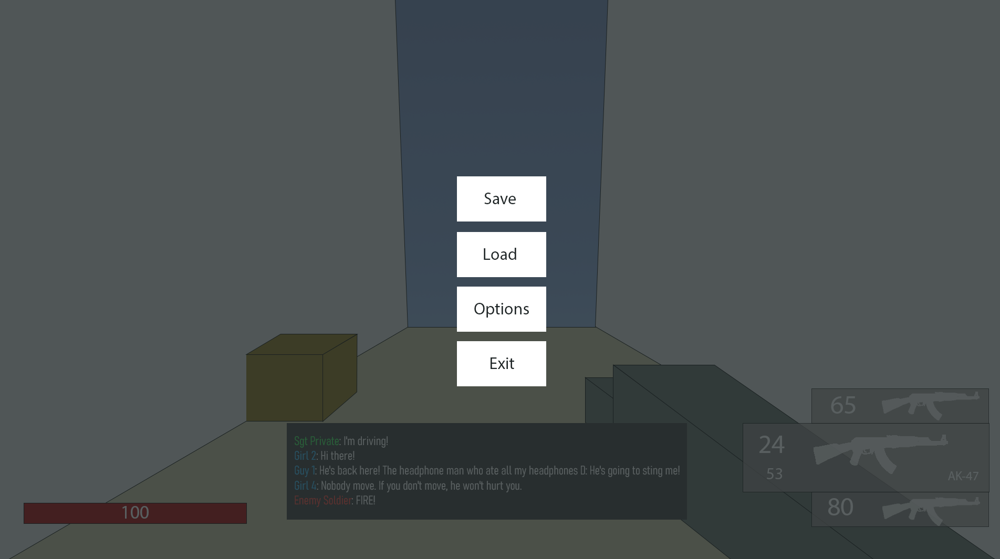 Save
Load
Options
Exit
65
24
53
AK-47
80
Sgt Private: I'm driving!
Girl 2: Hi there!
Guy 1: He's back here! The headphone man who ate all my headphones D: He's going to sting me!
Girl 4: Nobody move. If you don't move, he won't hurt you.
Enemy Soldier: FIRE!
100